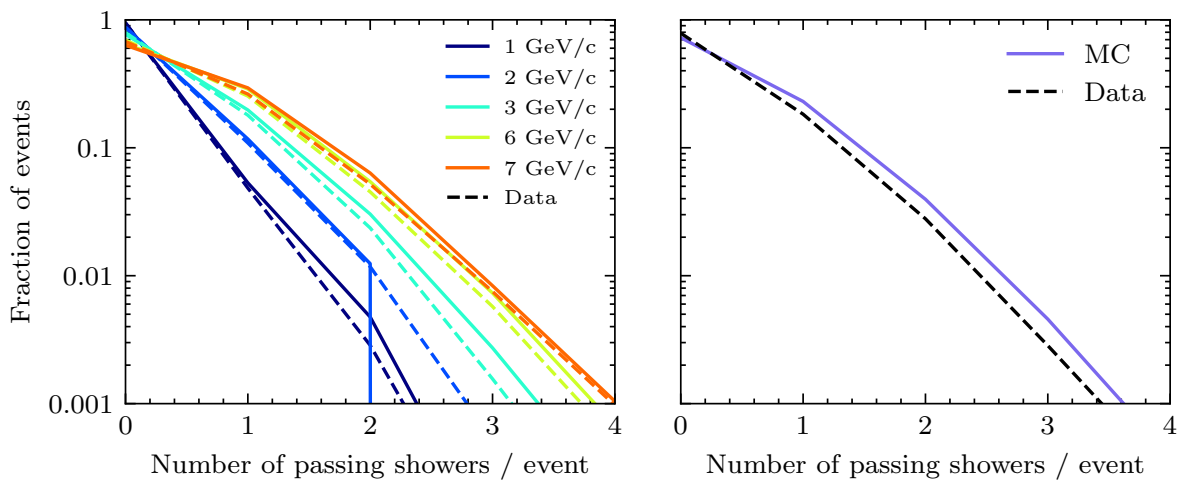 Fraction of events
1
0.1
0.01
0.001
0 1 2 3 4
Number of passing showers / event
1 GeV/c
2 GeV/c
3 GeV/c
6 GeV/c
7 GeV/c
Data
MC
Data
0 1 2 3 4
Number of passing showers / event